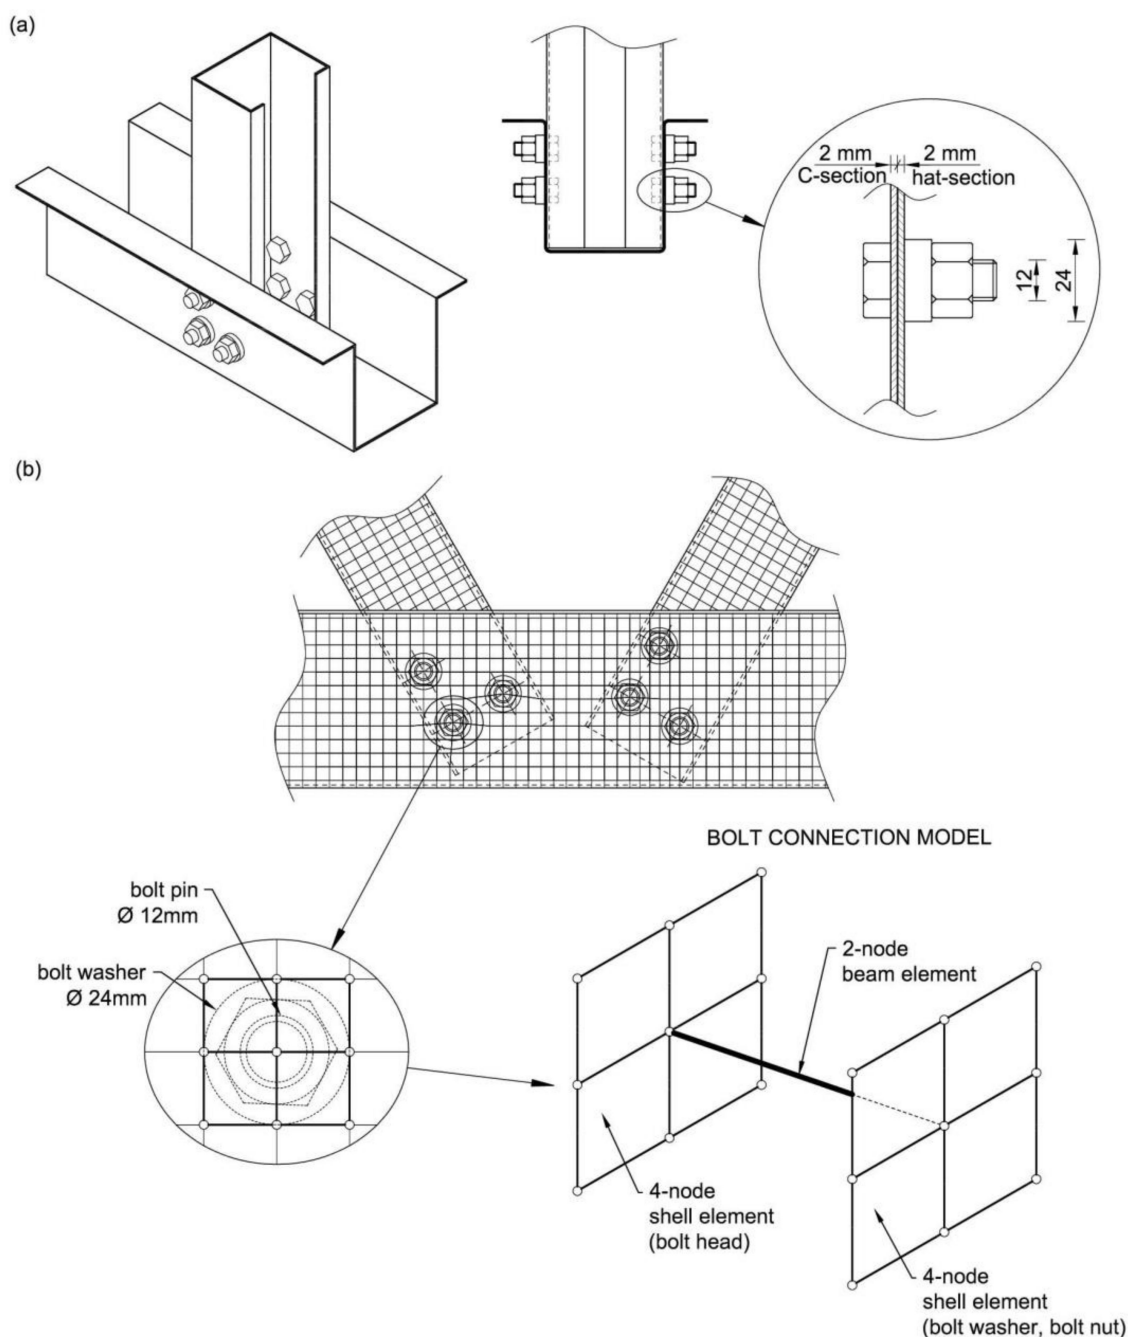 (a)
2 mm
C-section
2 mm
hat-section
12
24
(b)
BOLT CONNECTION MODEL
bolt pin
Ø 12mm
bolt washer
Ø 24mm
2-node
beam element
4-node
shell element
(bolt head)
4-node
shell element
(bolt washer, bolt nut)